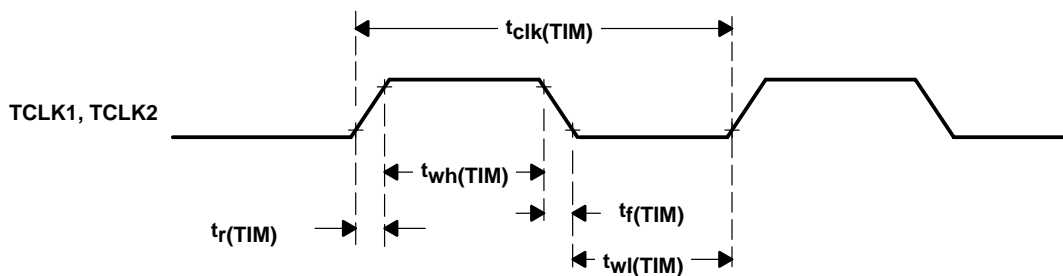 tclk(TIM)
TCLK1, TCLK2
twh(TIM)
tr(TIM)
tf(TIM)
twl(TIM)